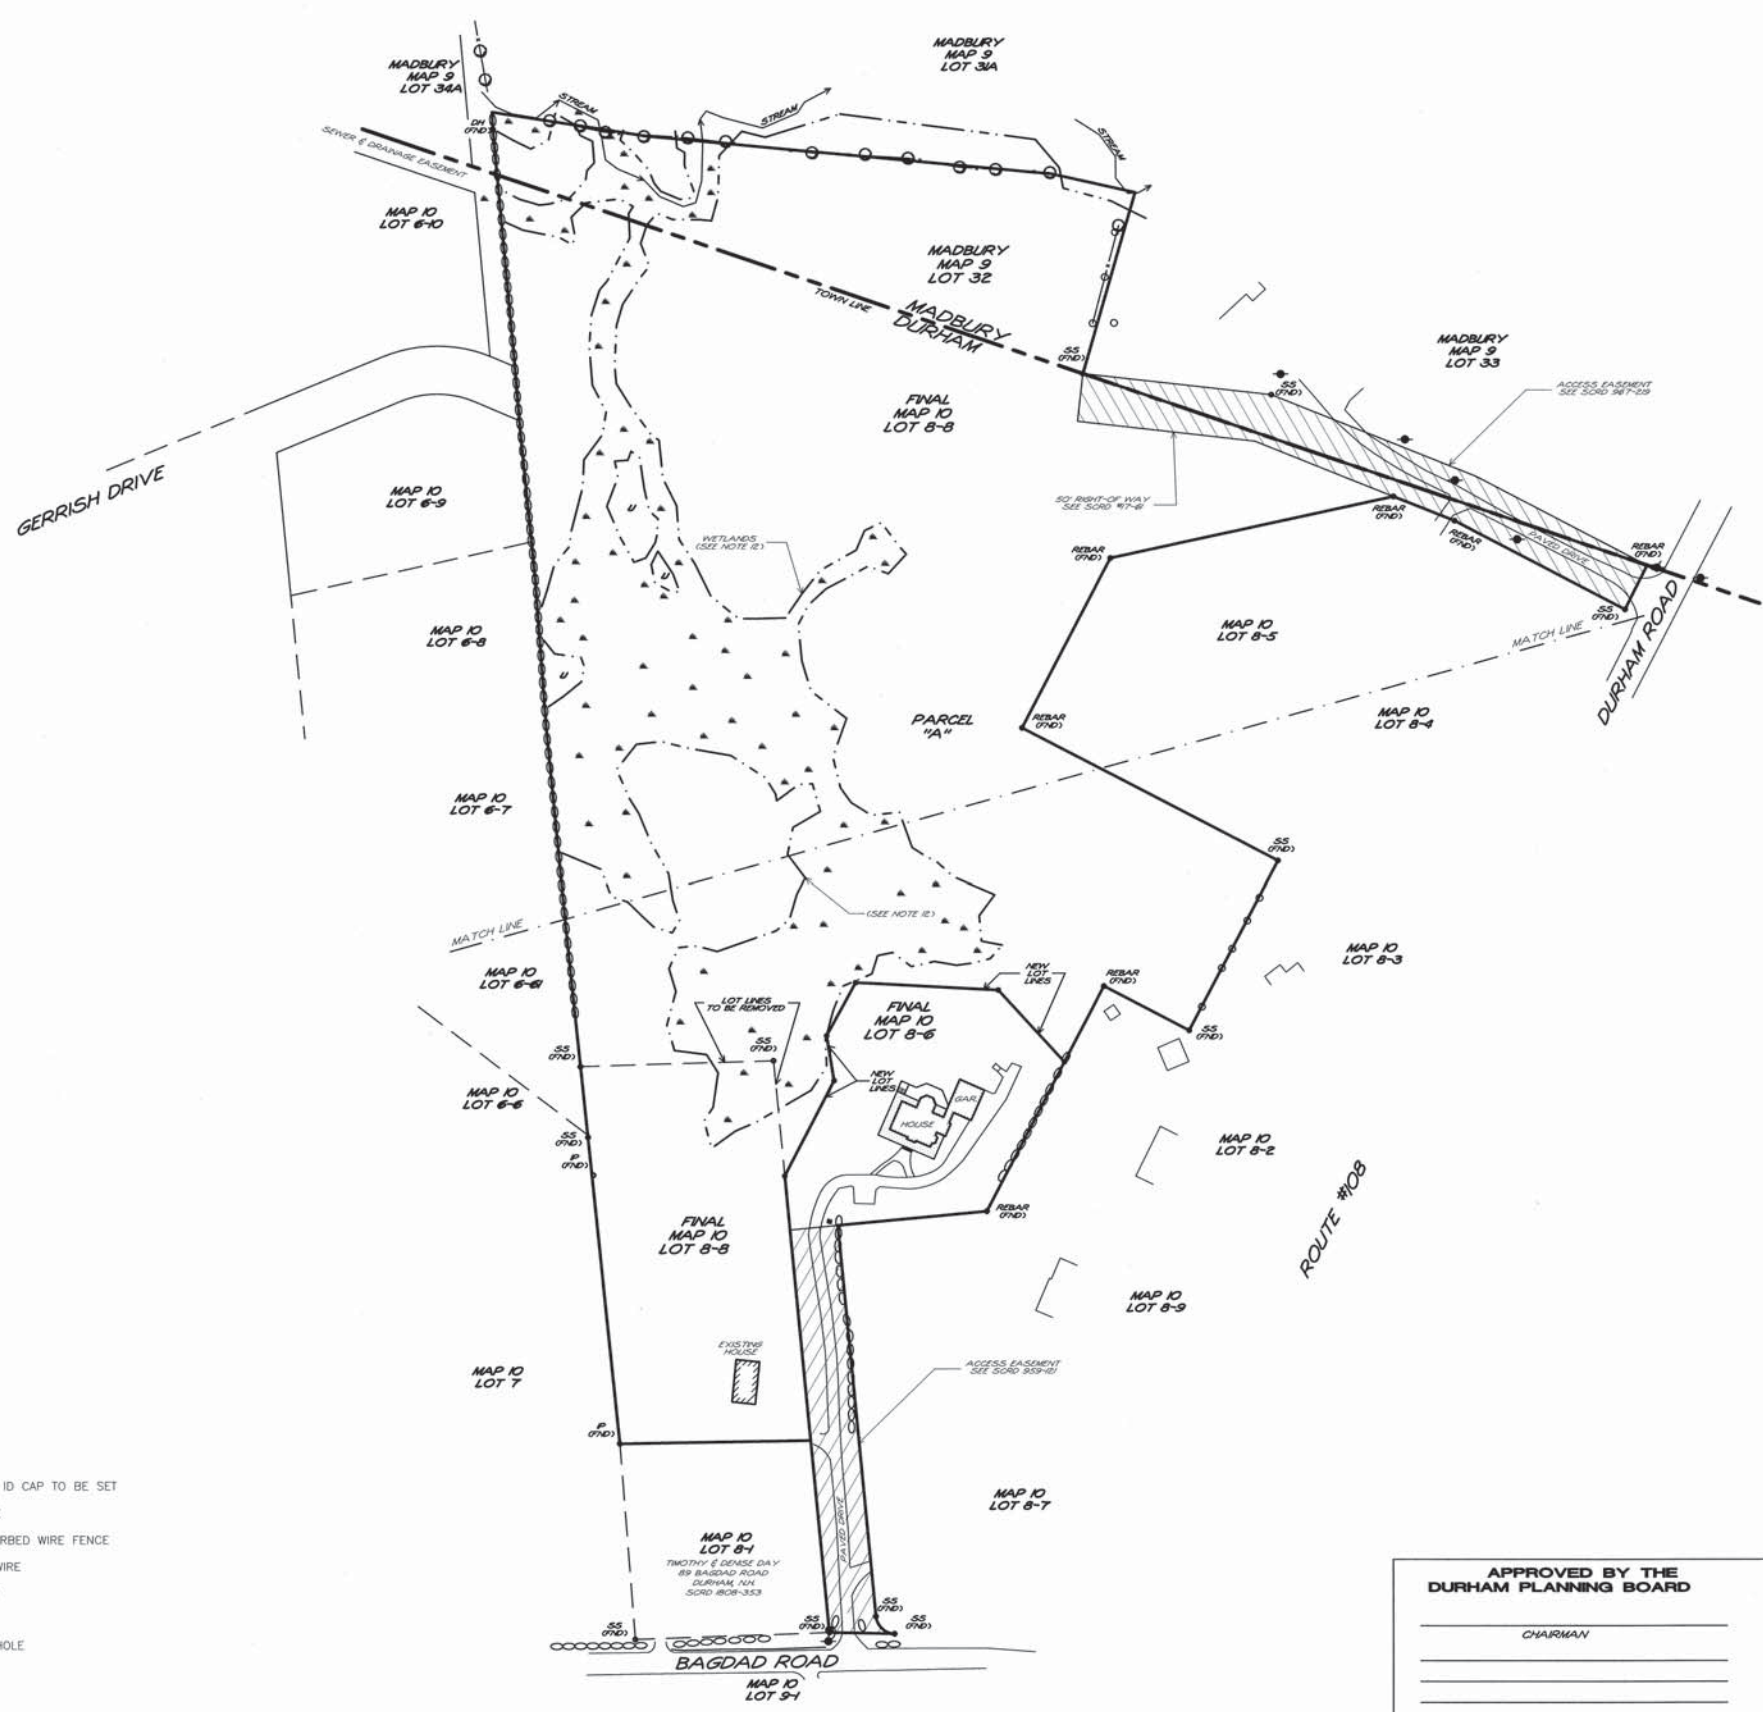 MADBURY
MAP 9
LOT 34A
MADBURY
MAP 9
LOT 31A
STREAM
STREAM
STREAM
DH
(FND)
SEWER & DRAINAGE EASEMENT
MAP 10
LOT 6-10
MADBURY
MAP 9
LOT 32
TOWN LINE
MADBURY
DURHAM
SS
(FND)
MADBURY
MAP 9
LOT 33
SS
(FND)
ACCESS EASEMENT
SEE SCRD 967-219
FINAL
MAP 10
LOT 8-8
GERRISH DRIVE
MAP 10
LOT 6-9
50' RIGHT-OF WAY
REBAR
(FND)
REBAR
(FND)
PAVED DRIVE
REBAR
(FND)
WETLANDS
(SEE NOTE 12)
REBAR
(FND)
U
U
SS
(FND)
DURHAM ROAD
MAP 10
LOT 6-8
MAP 10
LOT 8-5
MATCH LINE
U
PARCEL
"A"
REBAR
(FND)
MAP 10
LOT 8-4
MAP 10
LOT 6-7
SS
(FND)
(SEE NOTE 12)
MATCH LINE
MAP 10
LOT 8-3
MAP 10
LOT 6-61
NEW
LOT
LINES
REBAR
(FND)
LOT LINES
TO BE REMOVED
FINAL
MAP 10
LOT 8-6
SS
(FND)
SS
(FND)
SS
(FND)
NEW
LOT
LINES
MAP 10
LOT 6-6
GAR.
HOUSE
SS
(FND)
IP
(FND)
MAP 10
LOT 8-2
ROUTE #108
REBAR
(FND)
FINAL
MAP 10
LOT 8-8
MAP 10
LOT 8-9
EXISTING
HOUSE
ACCESS EASEMENT
SEE SCRD 959-121
MAP 10
LOT 7
IP
(FND)
ID CAP TO BE SET
RBED WIRE FENCE
WIRE
HOLE
MAP 10
LOT 8-7
PAVED DRIVE
MAP 10
LOT 8-1
TIMOTHY & DENISE DAY
89 BAGDAD ROAD
DURHAM, N.H.
SCRD 1808-353
SS
(FND)
SS
(FND)
SS
(FND)
SS
(FND)
BAGDAD ROAD
MAP 10
LOT 9-1
APPROVED BY THE
DURHAM PLANNING BOARD
CHAIRMAN